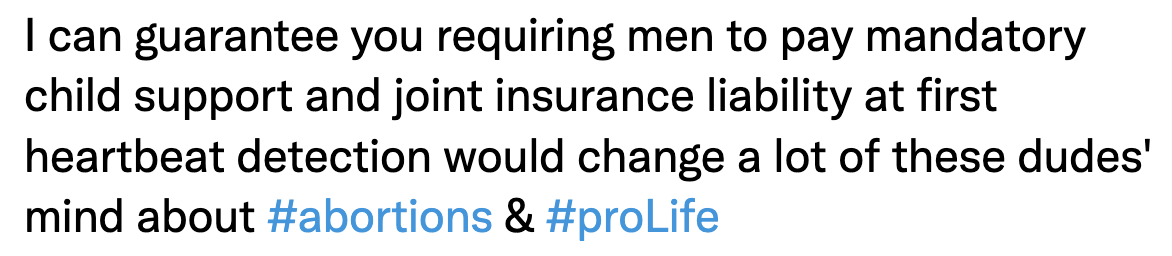 I can guarantee you requiring men to pay mandatory
child support and joint insurance liability at first
heartbeat detection would change a lot of these dudes'
mind about #abortions & #proLife